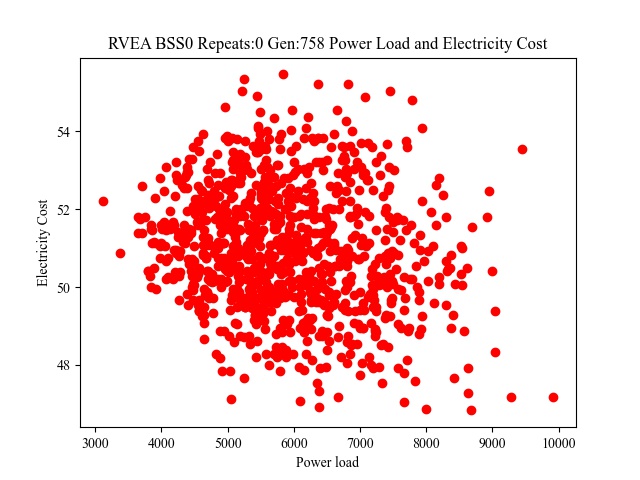 RVEA BSS0 Repeats:0 Gen:758 Power Load and Electricity Cost
54
52
50
48
Electricity Cost
3000 4000 5000 6000 7000 8000 9000 10000
Power load